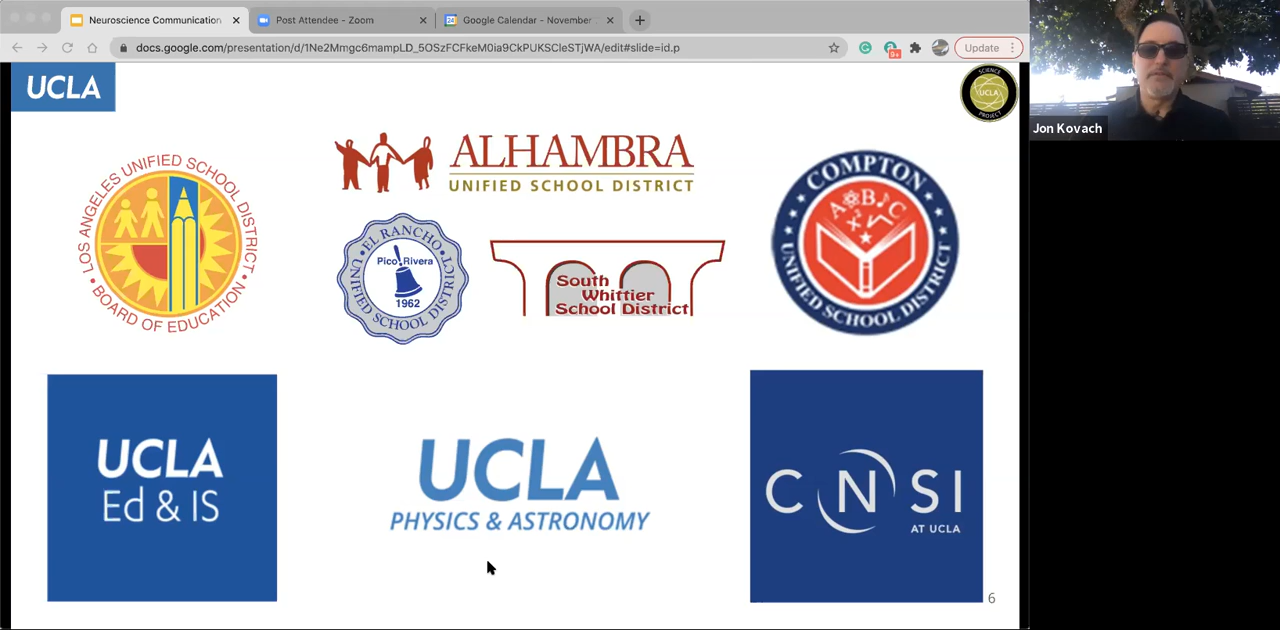 Neuroscience Communication
Post Attendee - Zoom
Google Calendar - November
docs.google.com/presentation/d/1Ne2Mmgc6mampLD_5OSzFCFkeM0ia9CkPUKSCleSTjWA/edit#slide=id.p
Update
UCLA
SCIENCE
UCLA
PROJECT
Jon Kovach
LOS ANGELES UNIFIED SCHOOL DISTRICT
BOARD OF EDUCATION
ALHAMBRA
UNIFIED SCHOOL DISTRICT
EL RANCHO
Pico Rivera
1962
UNIFIED SCHOOL DISTRICT
South
Whittier
School District
COMPTON
A B C
UNIFIED SCHOOL DISTRICT
UCLA
Ed & IS
UCLA
PHYSICS & ASTRONOMY
CNSI
AT UCLA
6